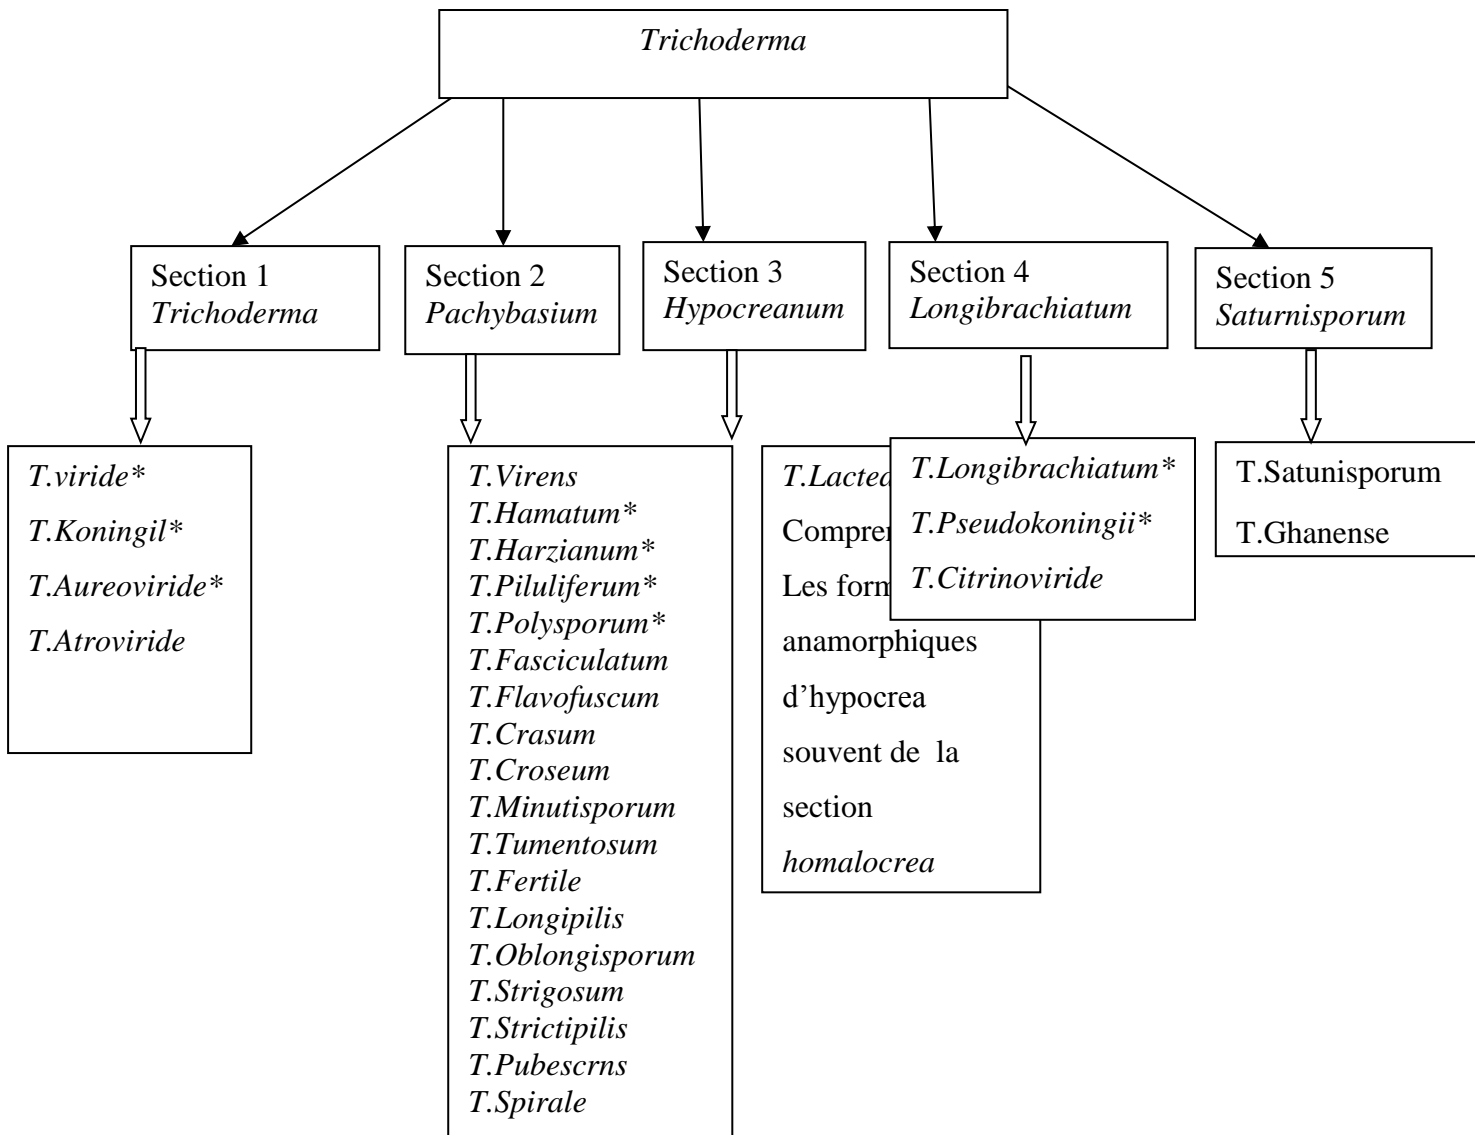 Trichoderma
Section 1
Trichoderma
Section 2
Pachybasium
Section 3
Hypocreanum
Section 4
Longibrachiatum
Section 5
Saturnisporum
T.viride*
T.Koningil*
T.Aureoviride*
T.Atroviride
T.Virens
T.Hamatum*
T.Harzianum*
T.Piluliferum*
T.Polysporum*
T.Fasciculatum
T.Flavofuscum
T.Crasum
T.Croseum
T.Minutisporum
T.Tumentosum
T.Fertile
T.Longipilis
T.Oblongisporum
T.Strigosum
T.Strictipilis
T.Pubescrns
T.Spirale
Les
anamorphiques
d’hypocrea
souvent de la
section
homalocrea
T.Longibrachiatum*
T.Pseudokoningii*
T.Citrinoviride
T.Satunisporum
T.Ghanense